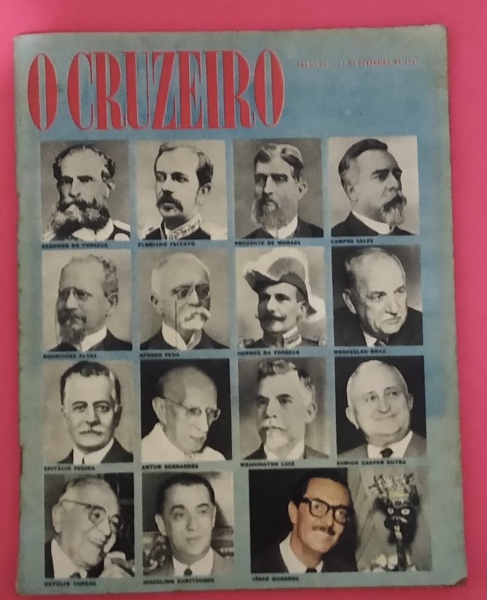 O CRUZEIRO
DEODORO DA FONSECA
FLORIANO PEIXOTO
PRUDENTE DE MORAES
CAMPOS SALES
RODRIGUES ALVES
AFONSO PENA
HERMES DA FONSECA
WENCESLAU BRAZ
EPITÁCIO PESSOA
ARTUR BERNARDES
WASHINGTON LUIZ
EURICO GASPAR DUTRA
GETÚLIO VARGAS
JUSCELINO KUBITSCHEK
JÂNIO QUADROS